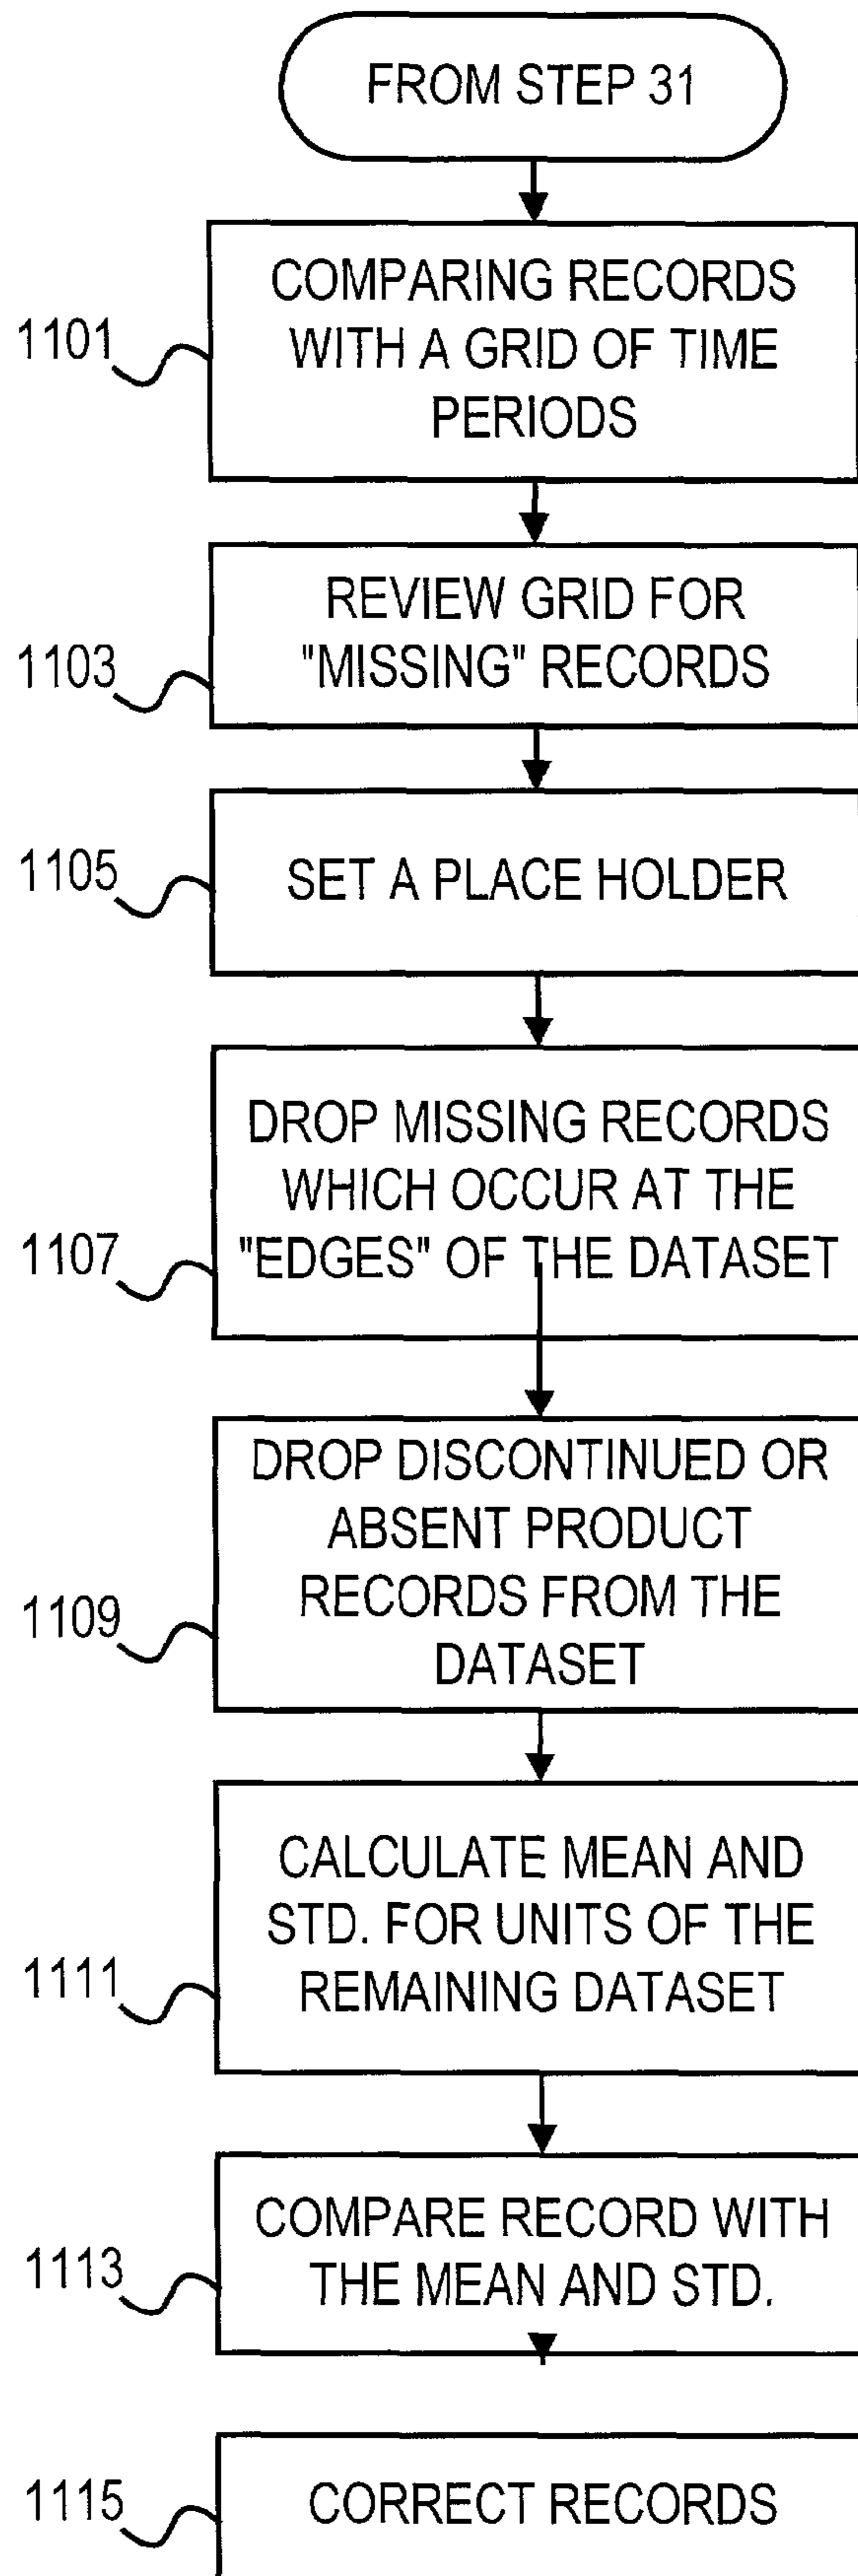 FROM STEP 31
1101
COMPARING RECORDS
WITH A GRID OF TIME
PERIODS
1103
REVIEW GRID FOR
"MISSING" RECORDS
1105
SET A PLACE HOLDER
1107
DROP MISSING RECORDS
WHICH OCCUR AT THE
"EDGES" OF THE DATASET
1109
DROP DISCONTINUED OR
ABSENT PRODUCT
RECORDS FROM THE
DATASET
1111
CALCULATE MEAN AND
STD. FOR UNITS OF THE
REMAINING DATASET
1113
COMPARE RECORD WITH
THE MEAN AND STD.
1115
CORRECT RECORDS